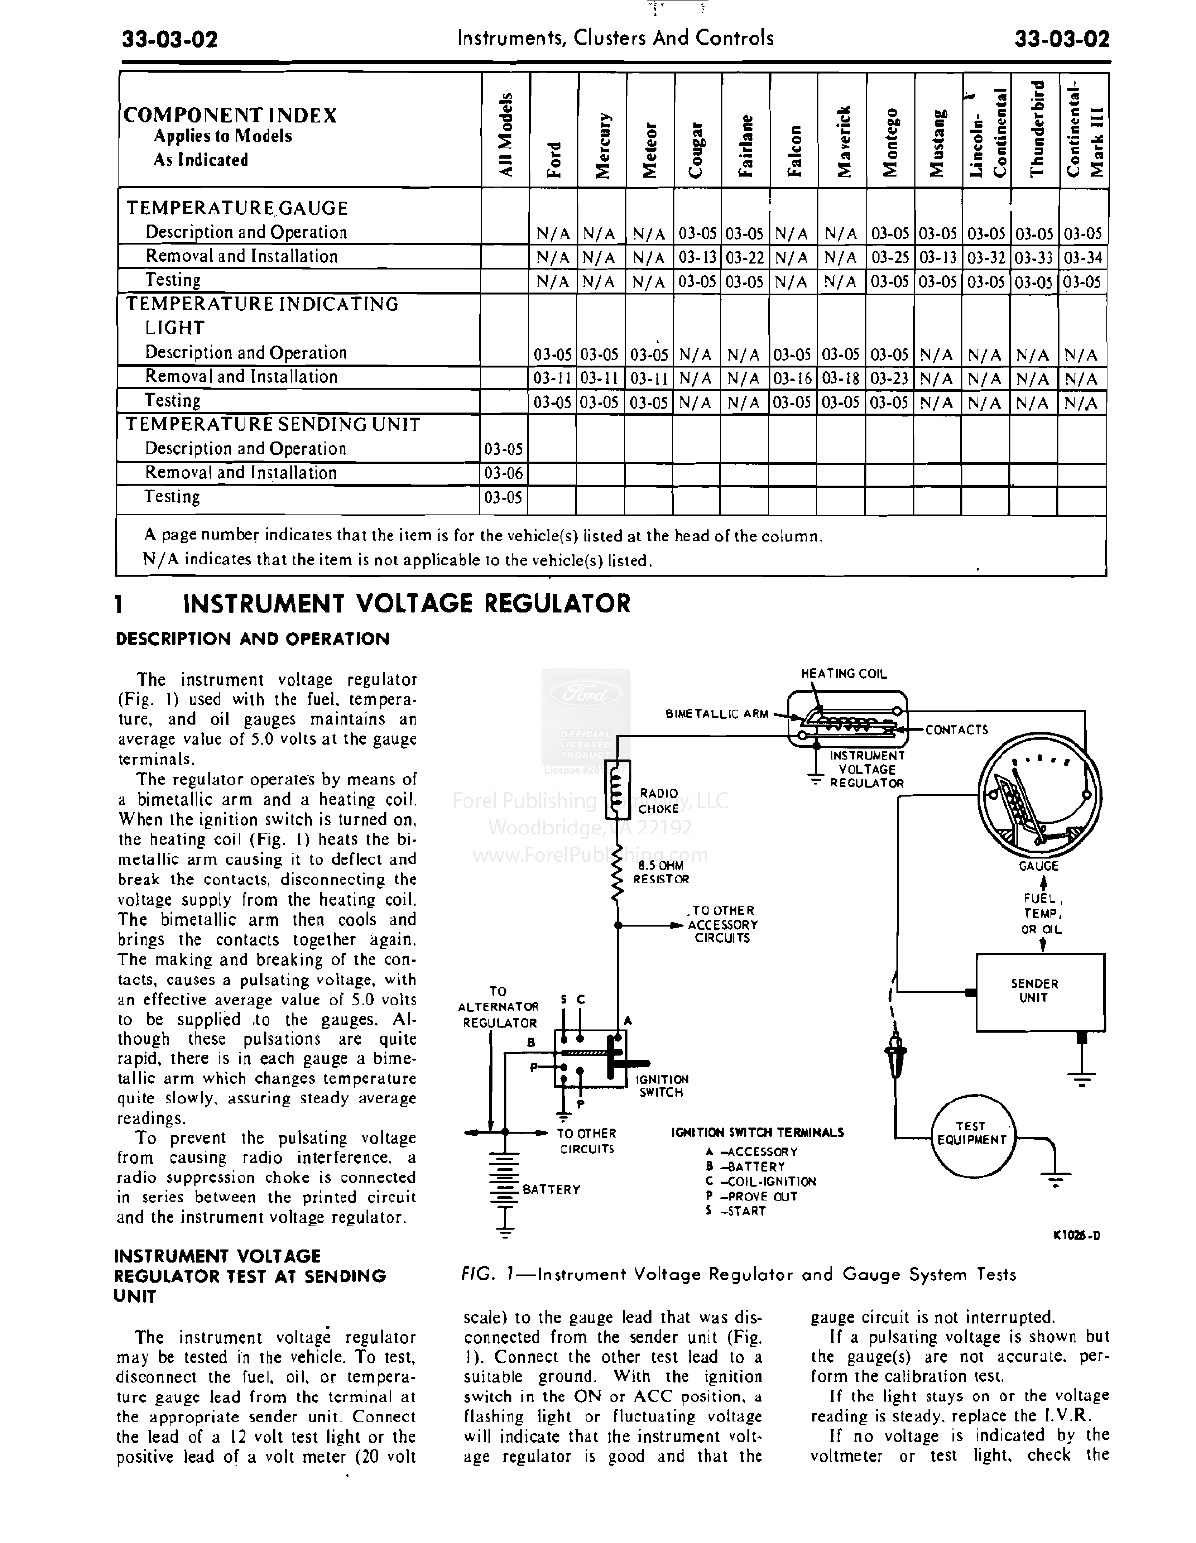 33-03-02 Instruments, Clusters And Controls 33-03-02
COMPONENT INDEX
Applies to Models
As Indicated
All Models Ford Mercury Meteor Cougar Fairlane Falcon Maverick Montego Mustang Lincoln-Continental Thunderbird Continental-Mark III
TEMPERATURE GAUGE
Description and Operation N/A N/A N/A 03-05 03-05 N/A N/A 03-05 03-05 03-05 03-05 03-05
Removal and Installation N/A N/A N/A 03-13 03-22 N/A N/A 03-25 03-13 03-32 03-33 03-34
Testing N/A N/A N/A 03-05 03-05 N/A N/A 03-05 03-05 03-05 03-05 03-05
TEMPERATURE INDICATING
LIGHT
Description and Operation 03-05 03-05 03-05 N/A N/A 03-05 03-05 03-05 N/A N/A N/A N/A
Removal and Installation 03-11 03-11 03-11 N/A N/A 03-16 03-18 03-23 N/A N/A N/A N/A
Testing 03-05 03-05 03-05 N/A N/A 03-05 03-05 03-05 N/A N/A N/A N/A
TEMPERATURE SENDING UNIT
Description and Operation 03-05
Removal and Installation 03-06
Testing 03-05
A page number indicates that the item is for the vehicle(s) listed at the head of the column.
N/A indicates that the item is not applicable to the vehicle(s) listed.
1 INSTRUMENT VOLTAGE REGULATOR
DESCRIPTION AND OPERATION
The instrument voltage regulator
(Fig. 1) used with the fuel, tempera-
ture, and oil gauges maintains an
average value of 5.0 volts at the gauge
terminals.
The regulator operates by means of
a bimetallic arm and a heating coil.
When the ignition switch is turned on,
the heating coil (Fig. 1) heats the bi-
metallic arm causing it to deflect and
break the contacts, disconnecting the
voltage supply from the heating coil.
The bimetallic arm then cools and
brings the contacts together again.
The making and breaking of the con-
tacts, causes a pulsating voltage, with
an effective average value of 5.0 volts
to be supplied to the gauges. Al-
though these pulsations are quite
rapid, there is in each gauge a bime-
tallic arm which changes temperature
quite slowly, assuring steady average
readings.
To prevent the pulsating voltage
from causing radio interference, a
radio suppression choke is connected
in series between the printed circuit
and the instrument voltage regulator.
INSTRUMENT VOLTAGE
REGULATOR TEST AT SENDING
UNIT
The instrument voltage regulator
may be tested in the vehicle. To test,
disconnect the fuel, oil, or tempera-
ture gauge lead from the terminal at
the appropriate sender unit. Connect
the lead of a 12 volt test light or the
positive lead of a volt meter (20 volt
HEATING COIL
BIMETALLIC ARM
CONTACTS
INSTRUMENT
VOLTAGE
REGULATOR
RADIO
CHOKE
8.5 OHM
RESISTOR
TO OTHER
ACCESSORY
CIRCUITS
GAUGE
FUEL,
TEMP,
OR OIL
SENDER
UNIT
TO
ALTERNATOR
REGULATOR
S C
A
B
P
P
IGNITION
SWITCH
TO OTHER
CIRCUITS
BATTERY
IGNITION SWITCH TERMINALS
A –ACCESSORY
B –BATTERY
C –COIL-IGNITION
P –PROVE OUT
S –START
TEST
EQUIPMENT
K1026-D
Ford
OFFICIAL
LICENSED
PRODUCT
Forel Publishing Company, LLC
Woodbridge, VA 22192
www.ForelPublishing.com
FIG. 1—Instrument Voltage Regulator and Gauge System Tests
scale) to the gauge lead that was dis-
connected from the sender unit (Fig.
1). Connect the other test lead to a
suitable ground. With the ignition
switch in the ON or ACC position, a
flashing light or fluctuating voltage
will indicate that the instrument volt-
age regulator is good and that the
gauge circuit is not interrupted.
If a pulsating voltage is shown but
the gauge(s) are not accurate, per-
form the calibration test.
If the light stays on or the voltage
reading is steady, replace the I.V.R.
If no voltage is indicated by the
voltmeter or test light, check the